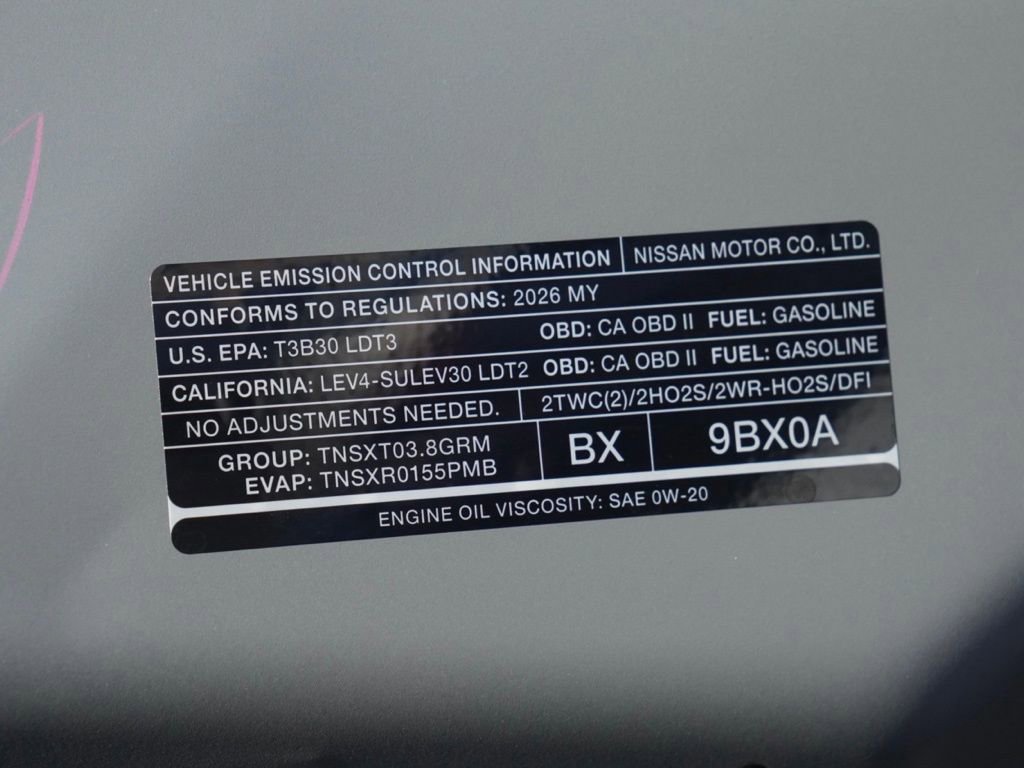 VEHICLE EMISSION CONTROL INFORMATION NISSAN MOTOR CO., LTD.
CONFORMS TO REGULATIONS: 2026 MY
U.S. EPA: T3B30 LDT3 OBD: CA OBD II FUEL: GASOLINE
CALIFORNIA: LEV4-SULEV30 LDT2 OBD: CA OBD II FUEL: GASOLINE
NO ADJUSTMENTS NEEDED. 2TWC(2)/2HO2S/2WR-HO2S/DFI
GROUP: TNSXT03.8GRM BX 9BX0A
EVAP: TNSXR0155PMB
ENGINE OIL VISCOSITY: SAE 0W-20